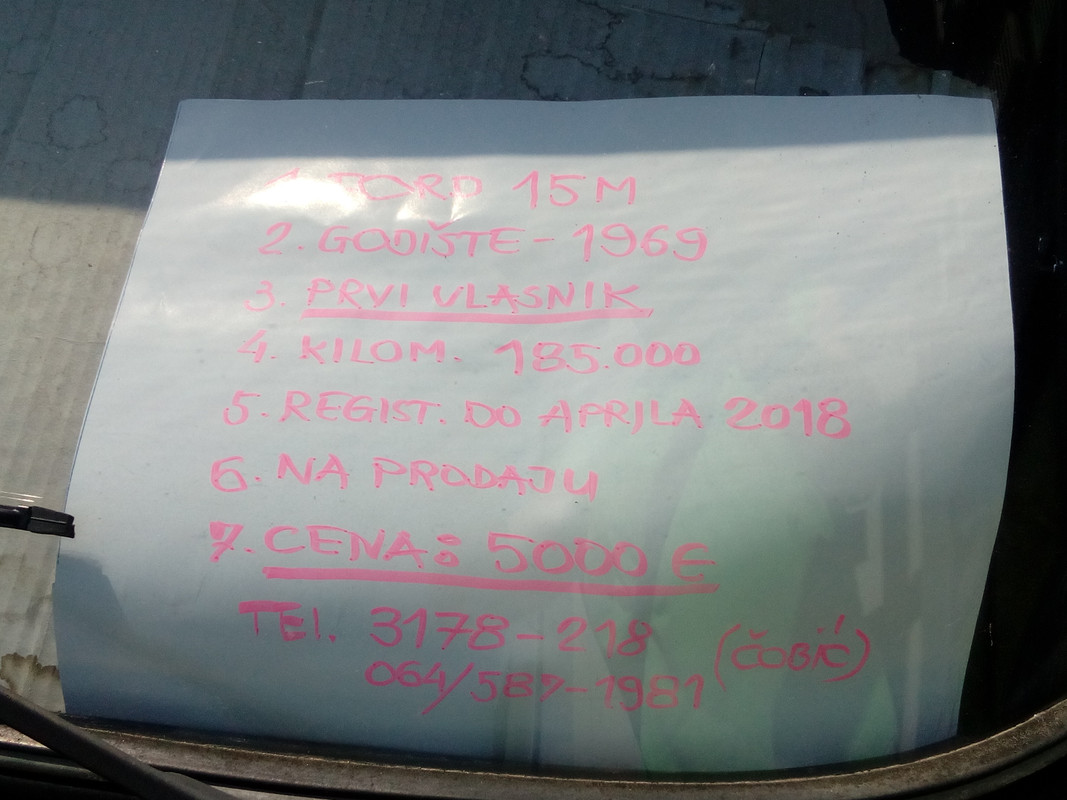 1. FORD 15M
2. GODIŠTE - 1969
3. PRVI VLASNIK
4. KILOM. 185.000
5. REGIST. DO APRJLA 2018
6. NA PRODAJU
7. CENA: 5000 €
TEl. 3178-218 (ČOBIĆ)
064/587-1981